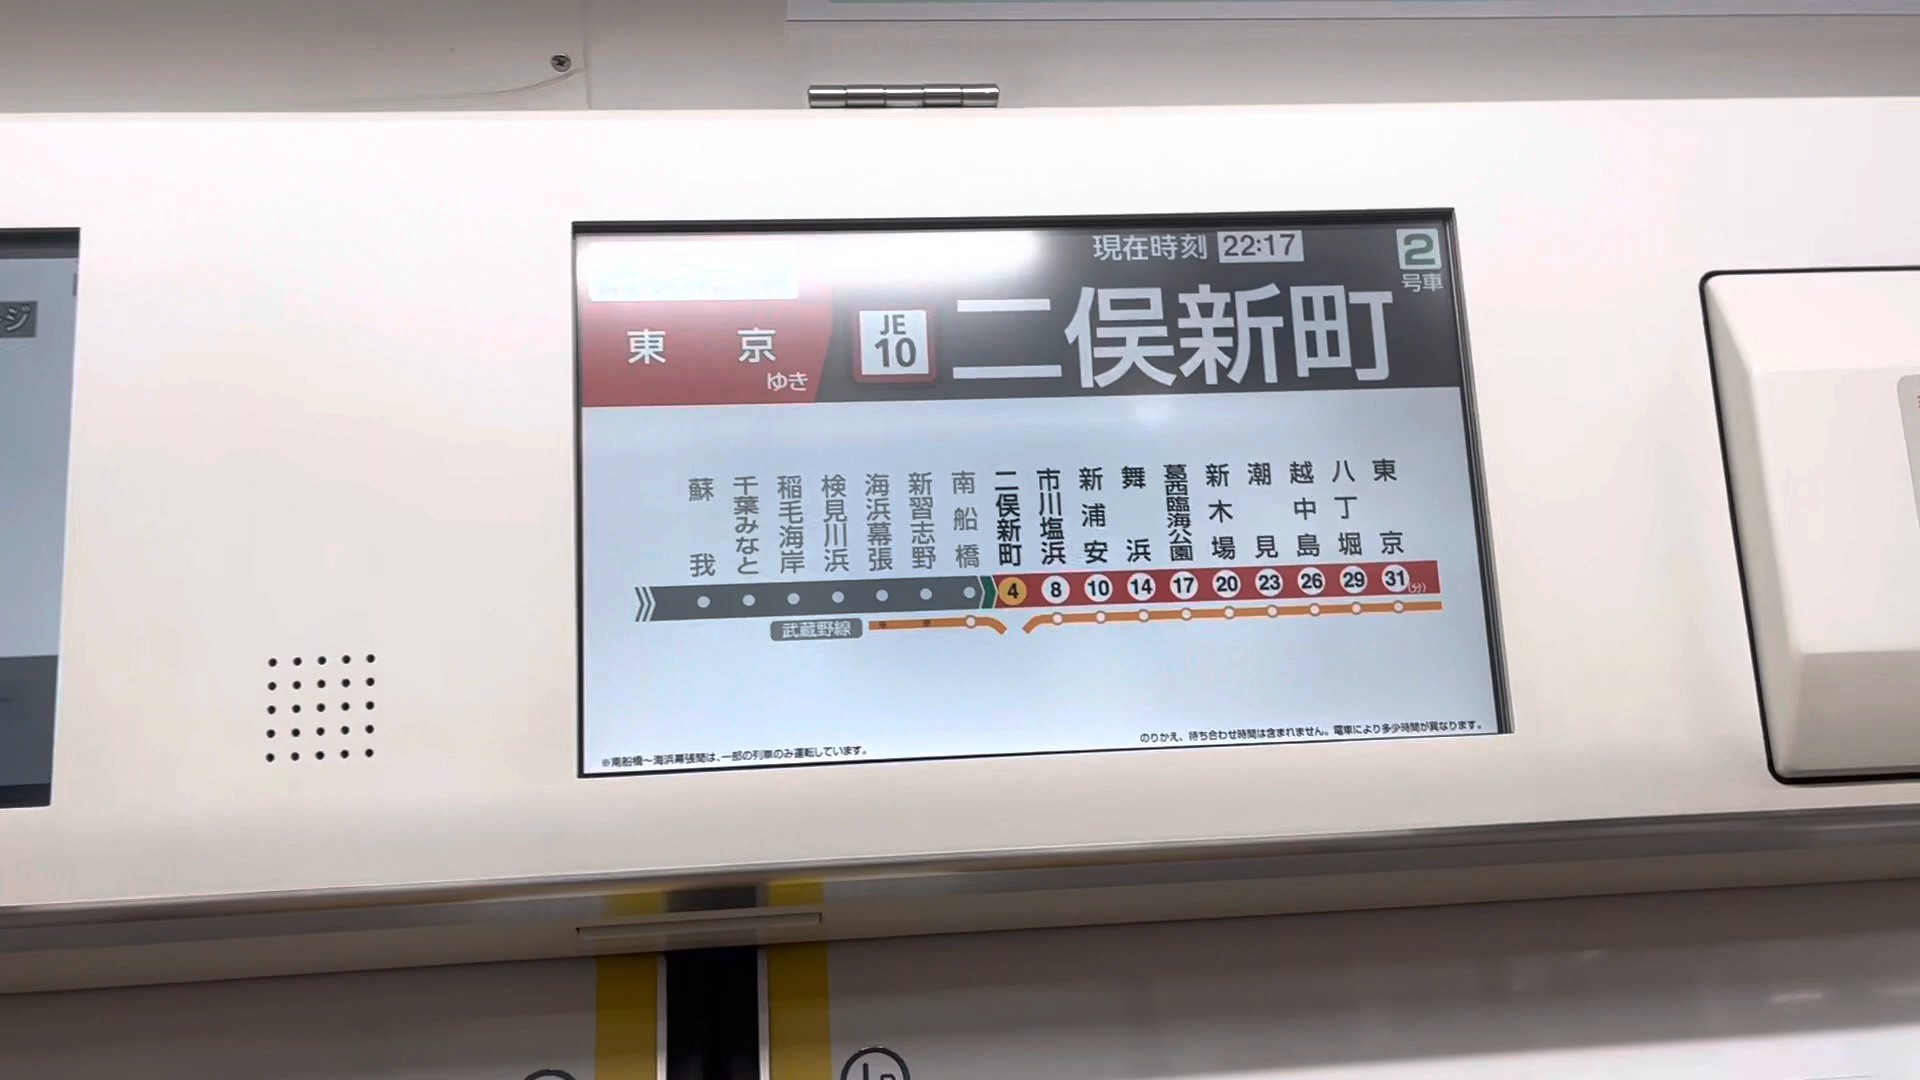 現在時刻 22:17
2
号車
東京
ゆき
JE
10
二俣新町
蘇我
千葉みなと
稲毛海岸
検見川浜
海浜幕張
新習志野
南船橋
二俣新町
市川塩浜
新浦安
舞浜
葛西臨海公園
新木場
潮見
越中島
八丁堀
東京
4 8 10 14 17 20 23 26 29 31(分)
武蔵野線
のりかえ、待ち合わせ時間は含まれません。電車により多少時間が異なります。
※南船橋～海浜幕張間は、一部の列車のみ運転しています。
ジ